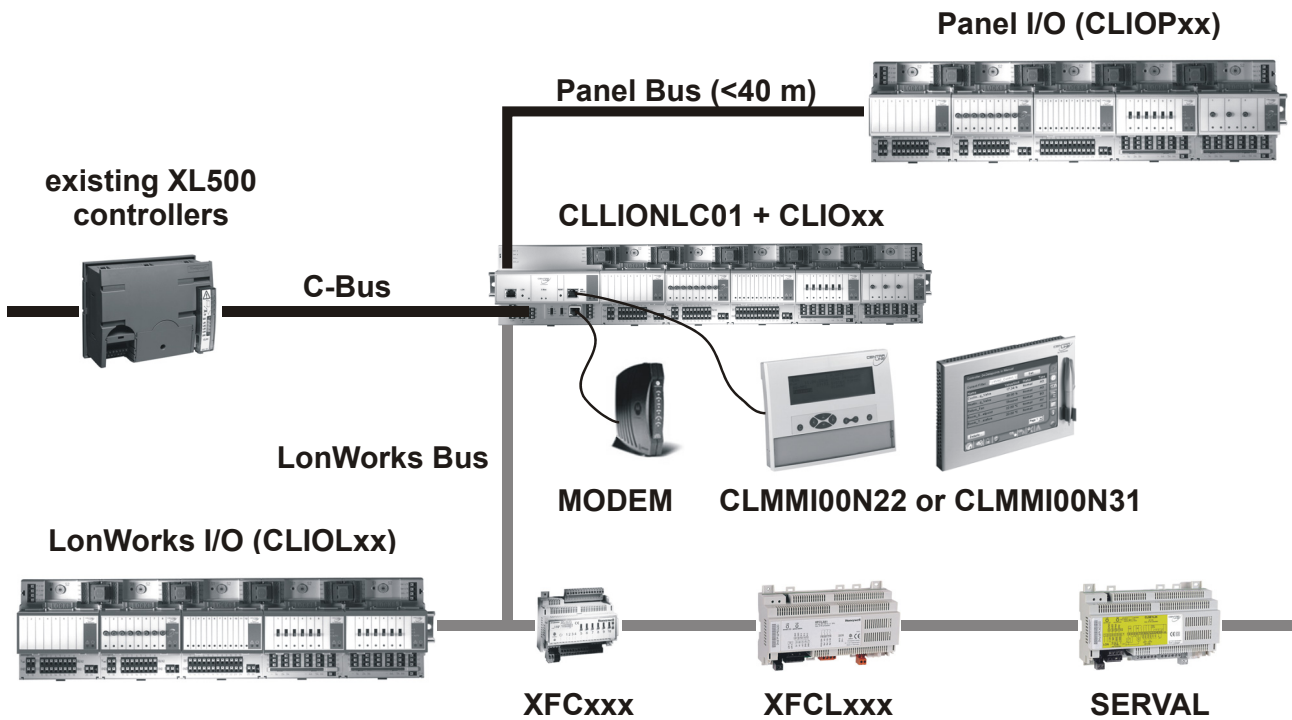 Panel I/O (CLIOPxx)
Panel Bus (<40 m)
existing XL500
controllers
CLLIONLC01 + CLIOxx
C-Bus
LonWorks Bus
MODEM
CLMMI00N22 or CLMMI00N31
LonWorks I/O (CLIOLxx)
XFCxxx
XFCLxxx
SERVAL